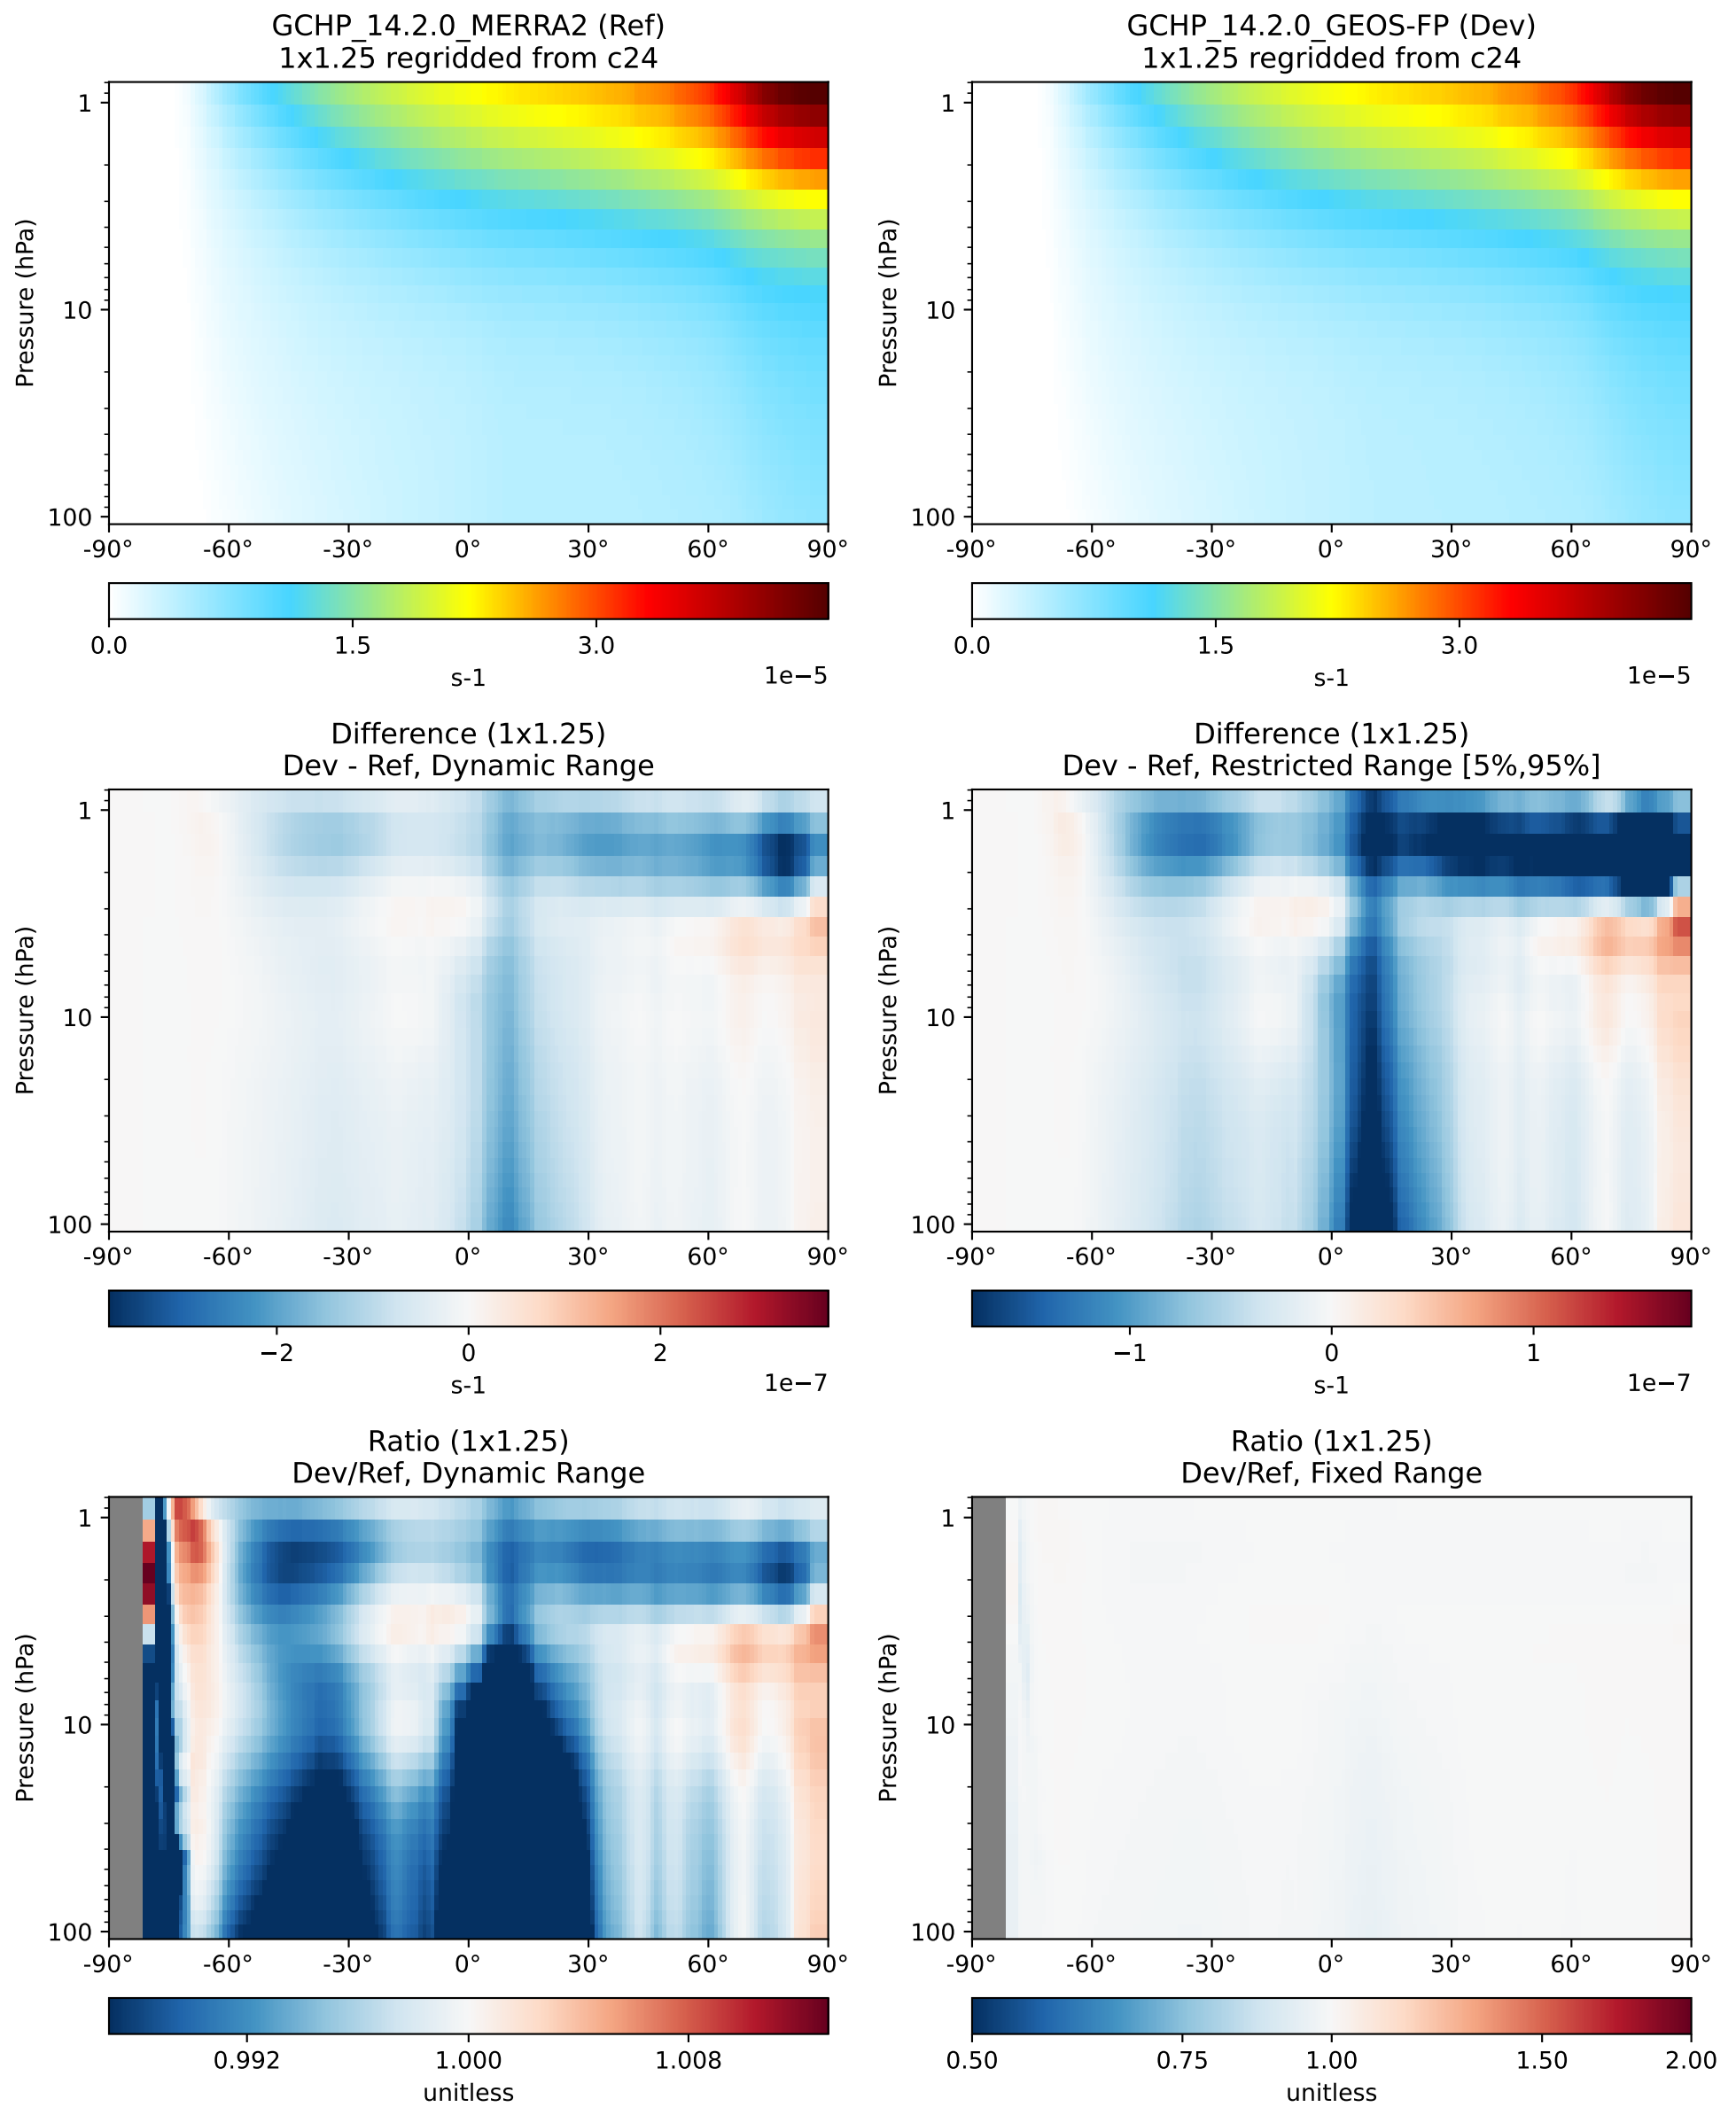 GCHP_14.2.0_MERRA2 (Ref)
1x1.25 regridded from c24
Pressure (hPa)
1
10
100
-90° -60° -30° 0° 30° 60° 90°
0.0 1.5 3.0
s-1
1e−5
GCHP_14.2.0_GEOS-FP (Dev)
1x1.25 regridded from c24
Pressure (hPa)
1
10
100
-90° -60° -30° 0° 30° 60° 90°
0.0 1.5 3.0
s-1
1e−5
Difference (1x1.25)
Dev - Ref, Dynamic Range
Pressure (hPa)
1
10
100
-90° -60° -30° 0° 30° 60° 90°
−2 0 2
s-1
1e−7
Difference (1x1.25)
Dev - Ref, Restricted Range [5%,95%]
Pressure (hPa)
1
10
100
-90° -60° -30° 0° 30° 60° 90°
−1 0 1
s-1
1e−7
Ratio (1x1.25)
Dev/Ref, Dynamic Range
Pressure (hPa)
1
10
100
-90° -60° -30° 0° 30° 60° 90°
0.992 1.000 1.008
unitless
Ratio (1x1.25)
Dev/Ref, Fixed Range
Pressure (hPa)
1
10
100
-90° -60° -30° 0° 30° 60° 90°
0.50 0.75 1.00 1.50 2.00
unitless